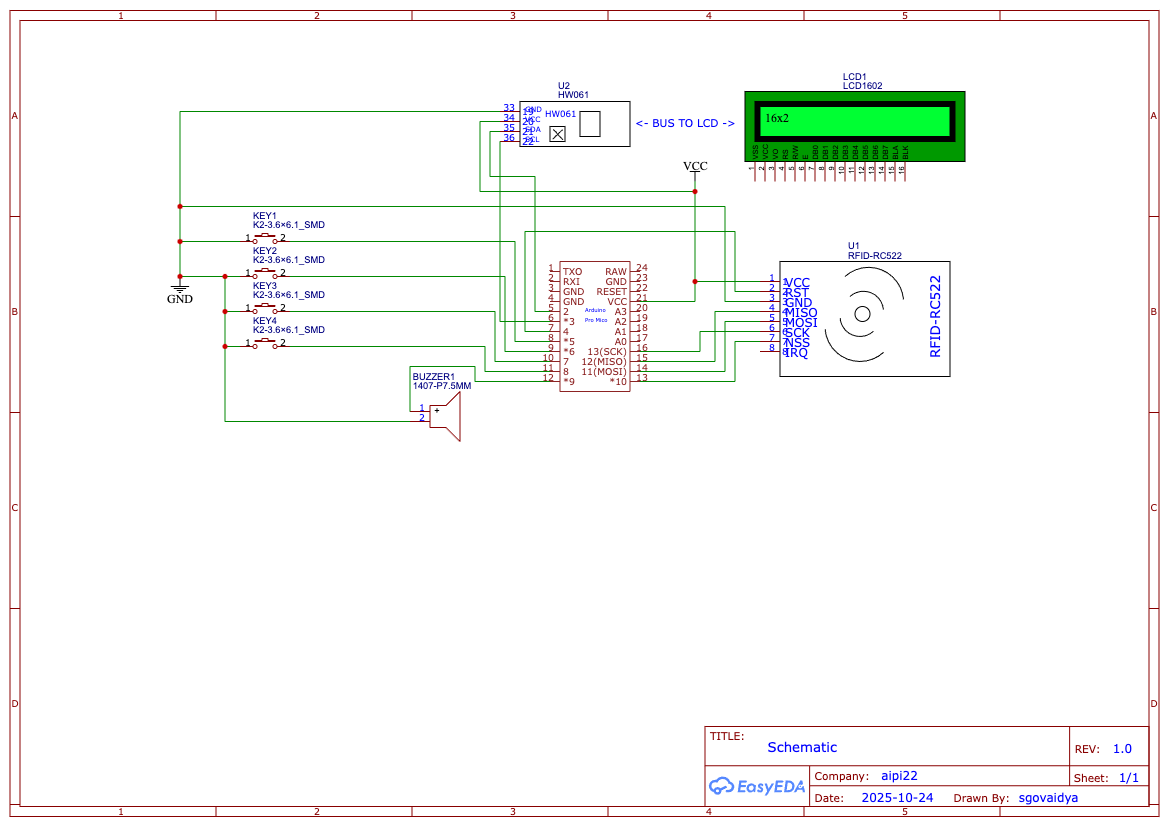 1 2 3 4 5
A A
B B
C C
D D
1 2 3 4 5
U2
HW061
33 GND
34 VCC
35 SDA
36 SCL
19
20
21
22
HW061
<- BUS TO LCD ->
LCD1
LCD1602
16x2
VSS VCC VO RS R/W E DB0 DB1 DB2 DB3 DB4 DB5 DB6 DB7 BLA BLK
1 2 3 4 5 6 7 8 9 10 11 12 13 14 15 16
VCC
GND
KEY1
K2-3.6×6.1_SMD
1 2
KEY2
K2-3.6×6.1_SMD
1 2
KEY3
K2-3.6×6.1_SMD
1 2
KEY4
K2-3.6×6.1_SMD
1 2
BUZZER1
1407-P7.5MM
1 +
2
1 TXO RAW 24
2 RXI GND 23
3 GND RESET 22
4 GND VCC 21
5 2 Arduino A3 20
6 *3 Pro Mico A2 19
7 4 A1 18
8 *5 A0 17
9 *6 13(SCK) 16
10 7 12(MISO) 15
11 8 11(MOSI) 14
12 *9 *10 13
U1
RFID-RC522
1 VCC
2 RST
3 GND
4 MISO
5 MOSI
6 SCK
7 NSS
8 IRQ
RFID-RC522
TITLE:
Schematic
REV: 1.0
EasyEDA
Company: aipi22
Sheet: 1/1
Date: 2025-10-24 Drawn By: sgovaidya